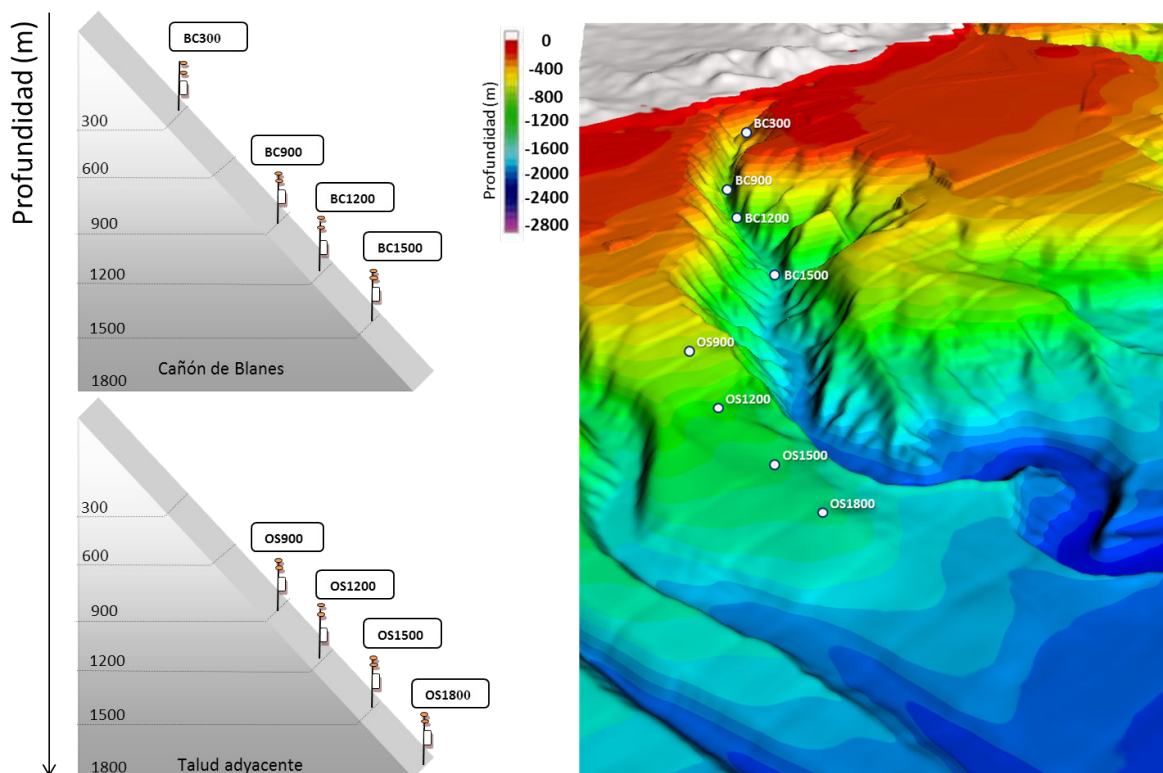 Profundidad (m)
BC300
300
BC900
600
BC1200
900
BC1500
1200
1500
Cañón de Blanes
1800
300
OS900
600
OS1200
900
OS1500
1200
OS1800
1500
Talud adyacente
1800
Profundidad (m)
0
-400
-800
-1200
-1600
-2000
-2400
-2800
BC300
BC900
BC1200
BC1500
OS900
OS1200
OS1500
OS1800